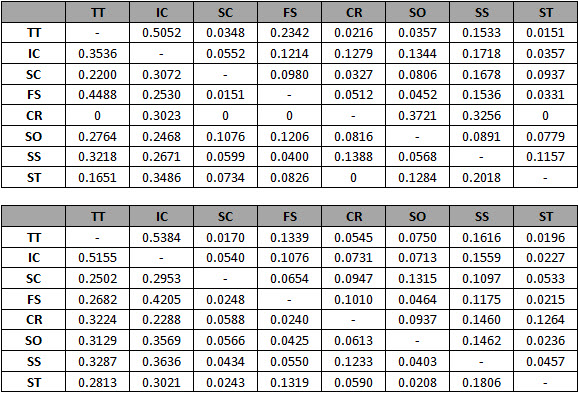 TT IC SC FS CR SO SS ST
TT - 0.5052 0.0348 0.2342 0.0216 0.0357 0.1533 0.0151
IC 0.3536 - 0.0552 0.1214 0.1279 0.1344 0.1718 0.0357
SC 0.2200 0.3072 - 0.0980 0.0327 0.0806 0.1678 0.0937
FS 0.4488 0.2530 0.0151 - 0.0512 0.0452 0.1536 0.0331
CR 0 0.3023 0 0 - 0.3721 0.3256 0
SO 0.2764 0.2468 0.1076 0.1206 0.0816 - 0.0891 0.0779
SS 0.3218 0.2671 0.0599 0.0400 0.1388 0.0568 - 0.1157
ST 0.1651 0.3486 0.0734 0.0826 0 0.1284 0.2018 -
TT IC SC FS CR SO SS ST
TT - 0.5384 0.0170 0.1339 0.0545 0.0750 0.1616 0.0196
IC 0.5155 - 0.0540 0.1076 0.0731 0.0713 0.1559 0.0227
SC 0.2502 0.2953 - 0.0654 0.0947 0.1315 0.1097 0.0533
FS 0.2682 0.4205 0.0248 - 0.1010 0.0464 0.1175 0.0215
CR 0.3224 0.2288 0.0588 0.0240 - 0.0937 0.1460 0.1264
SO 0.3129 0.3569 0.0566 0.0425 0.0613 - 0.1462 0.0236
SS 0.3287 0.3636 0.0434 0.0550 0.1233 0.0403 - 0.0457
ST 0.2813 0.3021 0.0243 0.1319 0.0590 0.0208 0.1806 -